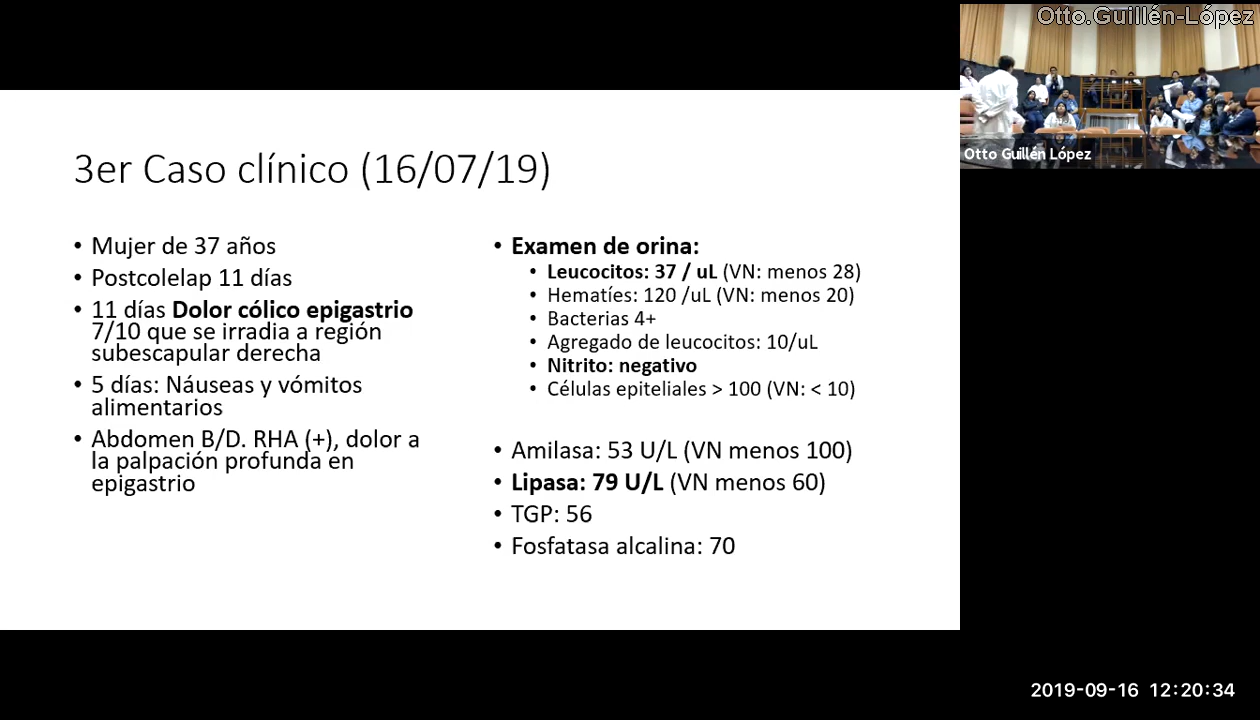 Otto.Guillén-López
Otto Guillén López
3er Caso clínico (16/07/19)
• Mujer de 37 años
• Postcolelap 11 días
• 11 días Dolor cólico epigastrio
7/10 que se irradia a región
subescapular derecha
• 5 días: Náuseas y vómitos
alimentarios
• Abdomen B/D. RHA (+), dolor a
la palpación profunda en
epigastrio
• Examen de orina:
• Leucocitos: 37 / uL (VN: menos 28)
• Hematíes: 120 /uL (VN: menos 20)
• Bacterias 4+
• Agregado de leucocitos: 10/uL
• Nitrito: negativo
• Células epiteliales > 100 (VN: < 10)
• Amilasa: 53 U/L (VN menos 100)
• Lipasa: 79 U/L (VN menos 60)
• TGP: 56
• Fosfatasa alcalina: 70
2019-09-16 12:20:34